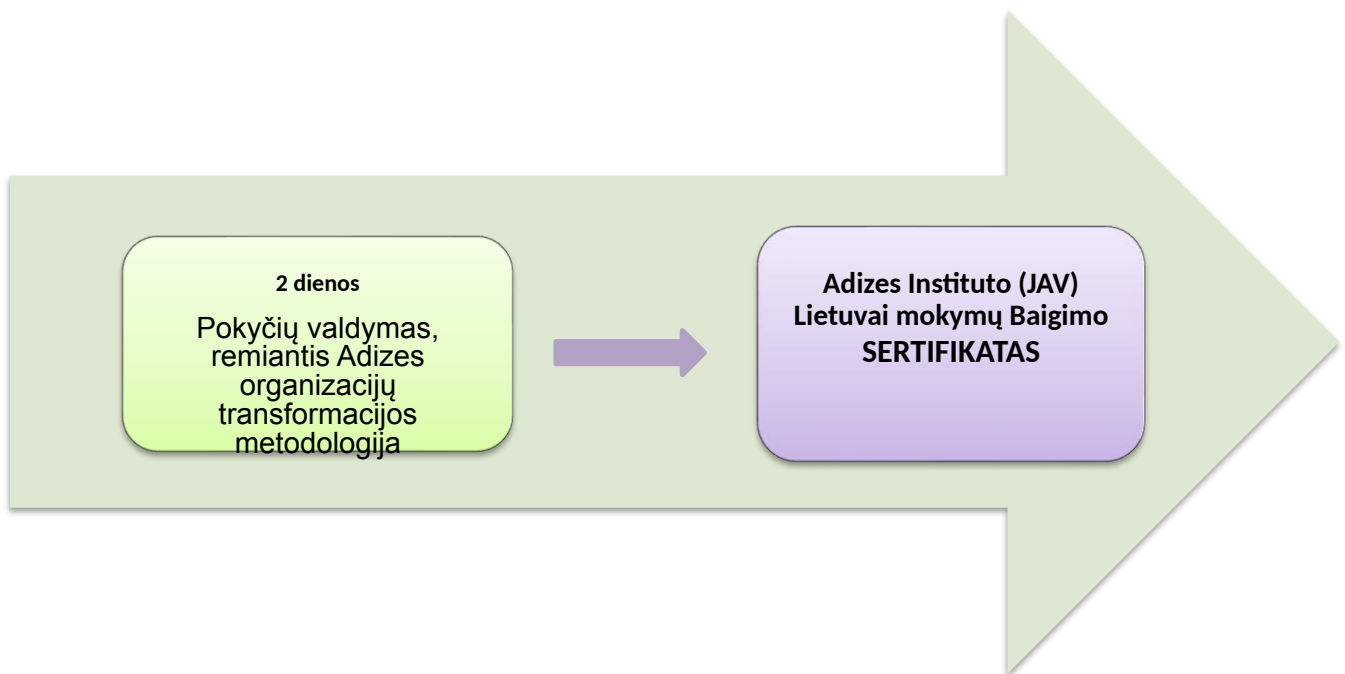 2 dienos
Pokyčių valdymas,
remiantis Adizes
organizacijų
transformacijos
metodologija
Adizes Instituto (JAV)
Lietuvai mokymų Baigimo
SERTIFIKATAS